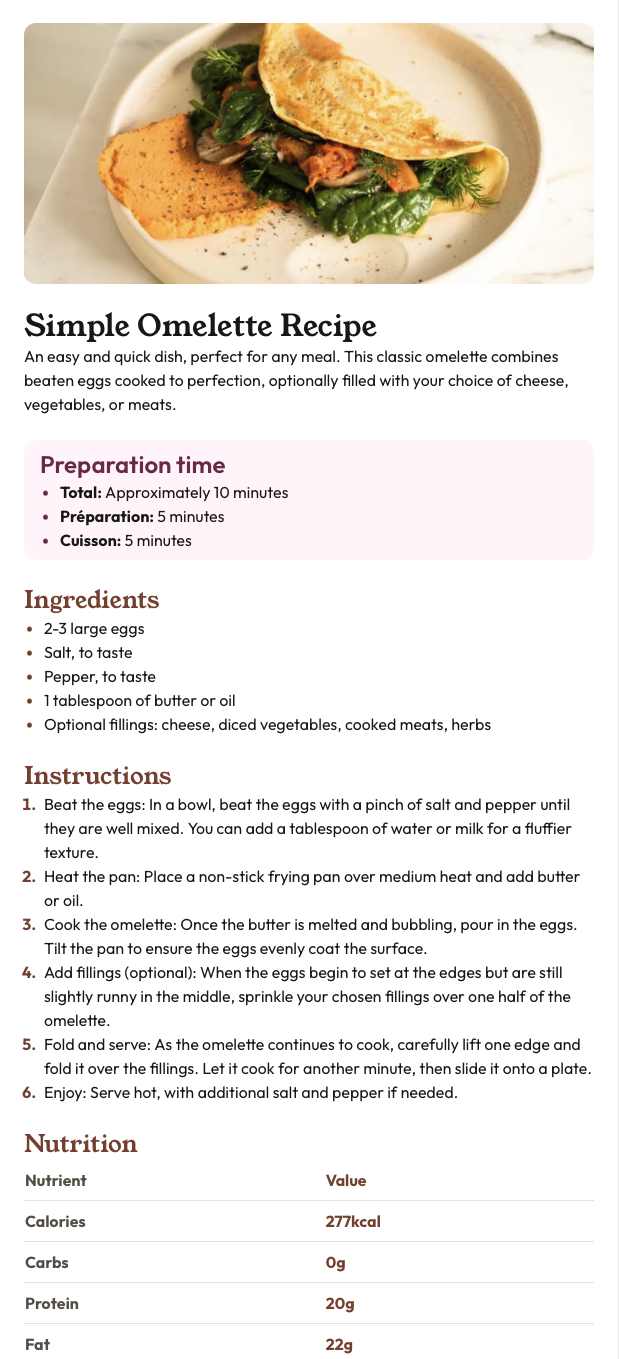 Simple Omelette Recipe
An easy and quick dish, perfect for any meal. This classic omelette combines
beaten eggs cooked to perfection, optionally filled with your choice of cheese,
vegetables, or meats.
Preparation time
• Total: Approximately 10 minutes
• Préparation: 5 minutes
• Cuisson: 5 minutes
Ingredients
• 2-3 large eggs
• Salt, to taste
• Pepper, to taste
• 1 tablespoon of butter or oil
• Optional fillings: cheese, diced vegetables, cooked meats, herbs
Instructions
1. Beat the eggs: In a bowl, beat the eggs with a pinch of salt and pepper until
they are well mixed. You can add a tablespoon of water or milk for a fluffier
texture.
2. Heat the pan: Place a non-stick frying pan over medium heat and add butter
or oil.
3. Cook the omelette: Once the butter is melted and bubbling, pour in the eggs.
Tilt the pan to ensure the eggs evenly coat the surface.
4. Add fillings (optional): When the eggs begin to set at the edges but are still
slightly runny in the middle, sprinkle your chosen fillings over one half of the
omelette.
5. Fold and serve: As the omelette continues to cook, carefully lift one edge and
fold it over the fillings. Let it cook for another minute, then slide it onto a plate.
6. Enjoy: Serve hot, with additional salt and pepper if needed.
Nutrition
Nutrient Value
Calories 277kcal
Carbs 0g
Protein 20g
Fat 22g